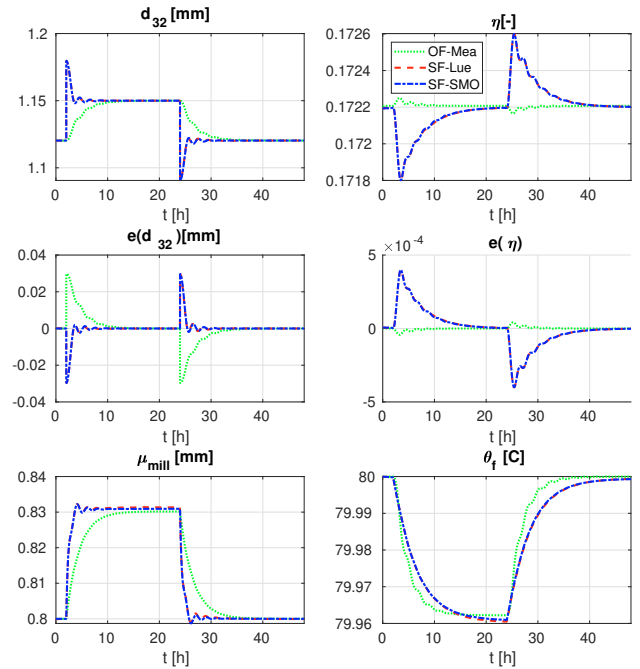 d_32 [mm]
η[-]
1.2
1.15
1.1
0 10 20 30 40
t [h]
0.1726
0.1724
0.1722
0.172
0.1718
OF-Mea
SF-Lue
SF-SMO
0 10 20 30 40
t [h]
e(d_32)[mm]
0.04
0.02
0
-0.02
-0.04
0 10 20 30 40
t [h]
e( η)
×10^-4
5
0
-5
0 10 20 30 40
t [h]
μ_mill [mm]
0.84
0.83
0.82
0.81
0.8
0 10 20 30 40
t [h]
θ_f [C]
80
79.99
79.98
79.97
79.96
0 10 20 30 40
t [h]